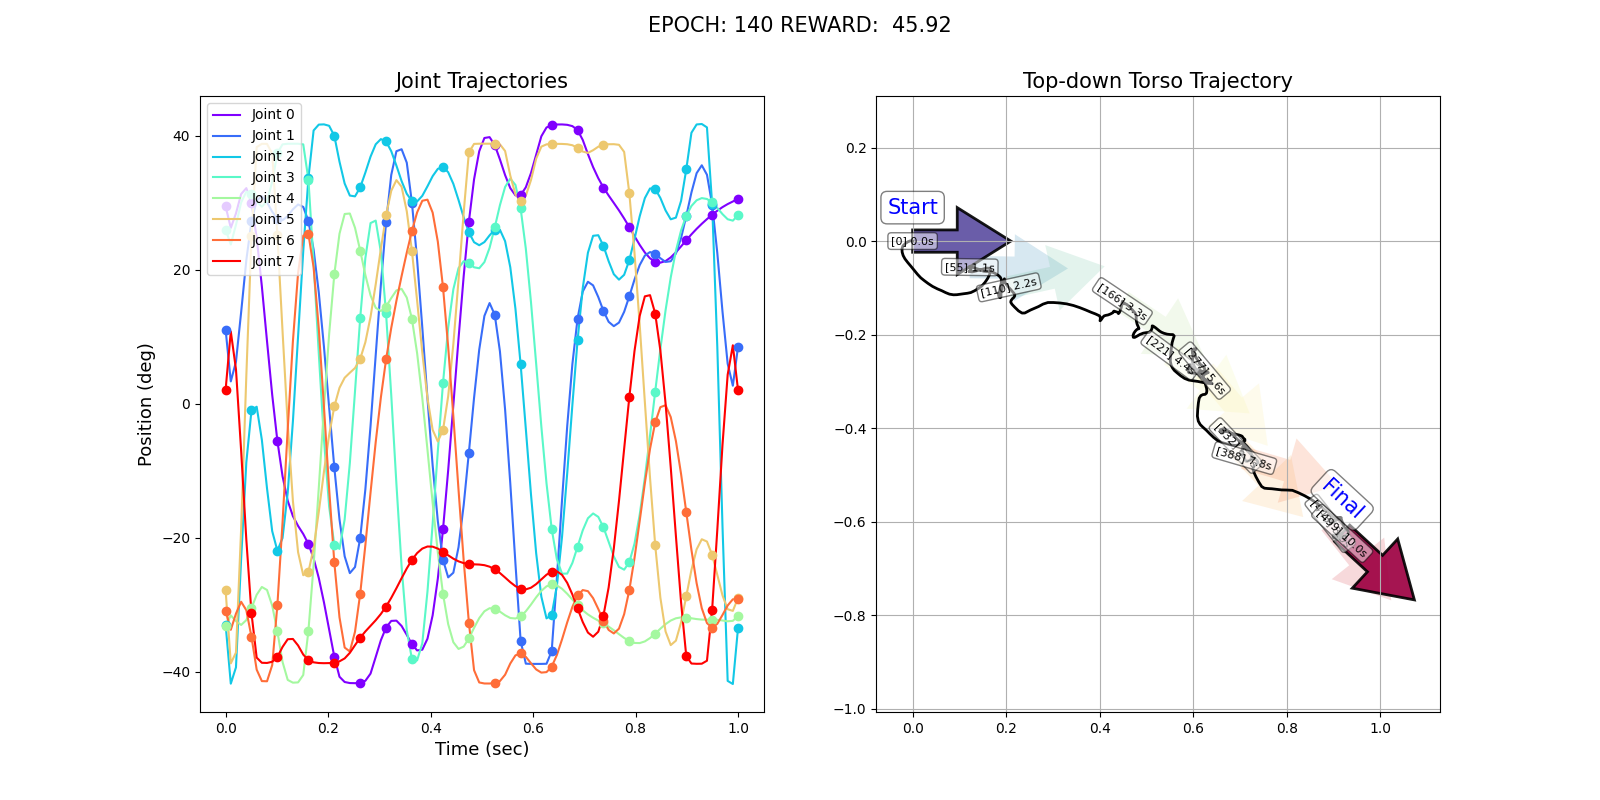 EPOCH: 140 REWARD:  45.92
Joint Trajectories
Joint 0
Joint 1
Joint 2
Joint 3
Joint 4
Joint 5
Joint 6
Joint 7
Position (deg)
40
20
0
−20
−40
0.0
0.2
0.4
0.6
0.8
1.0
Time (sec)
Top-down Torso Trajectory
0.2
0.0
−0.2
−0.4
−0.6
−0.8
−1.0
0.0
0.2
0.4
0.6
0.8
1.0
Start
[0] 0.0s
[55] 1.1s
[110] 2.2s
[166] 3.3s
[221] 4.4s
[277] 5.6s
[332]
[388] 7.8s
Final
[499] 10.0s